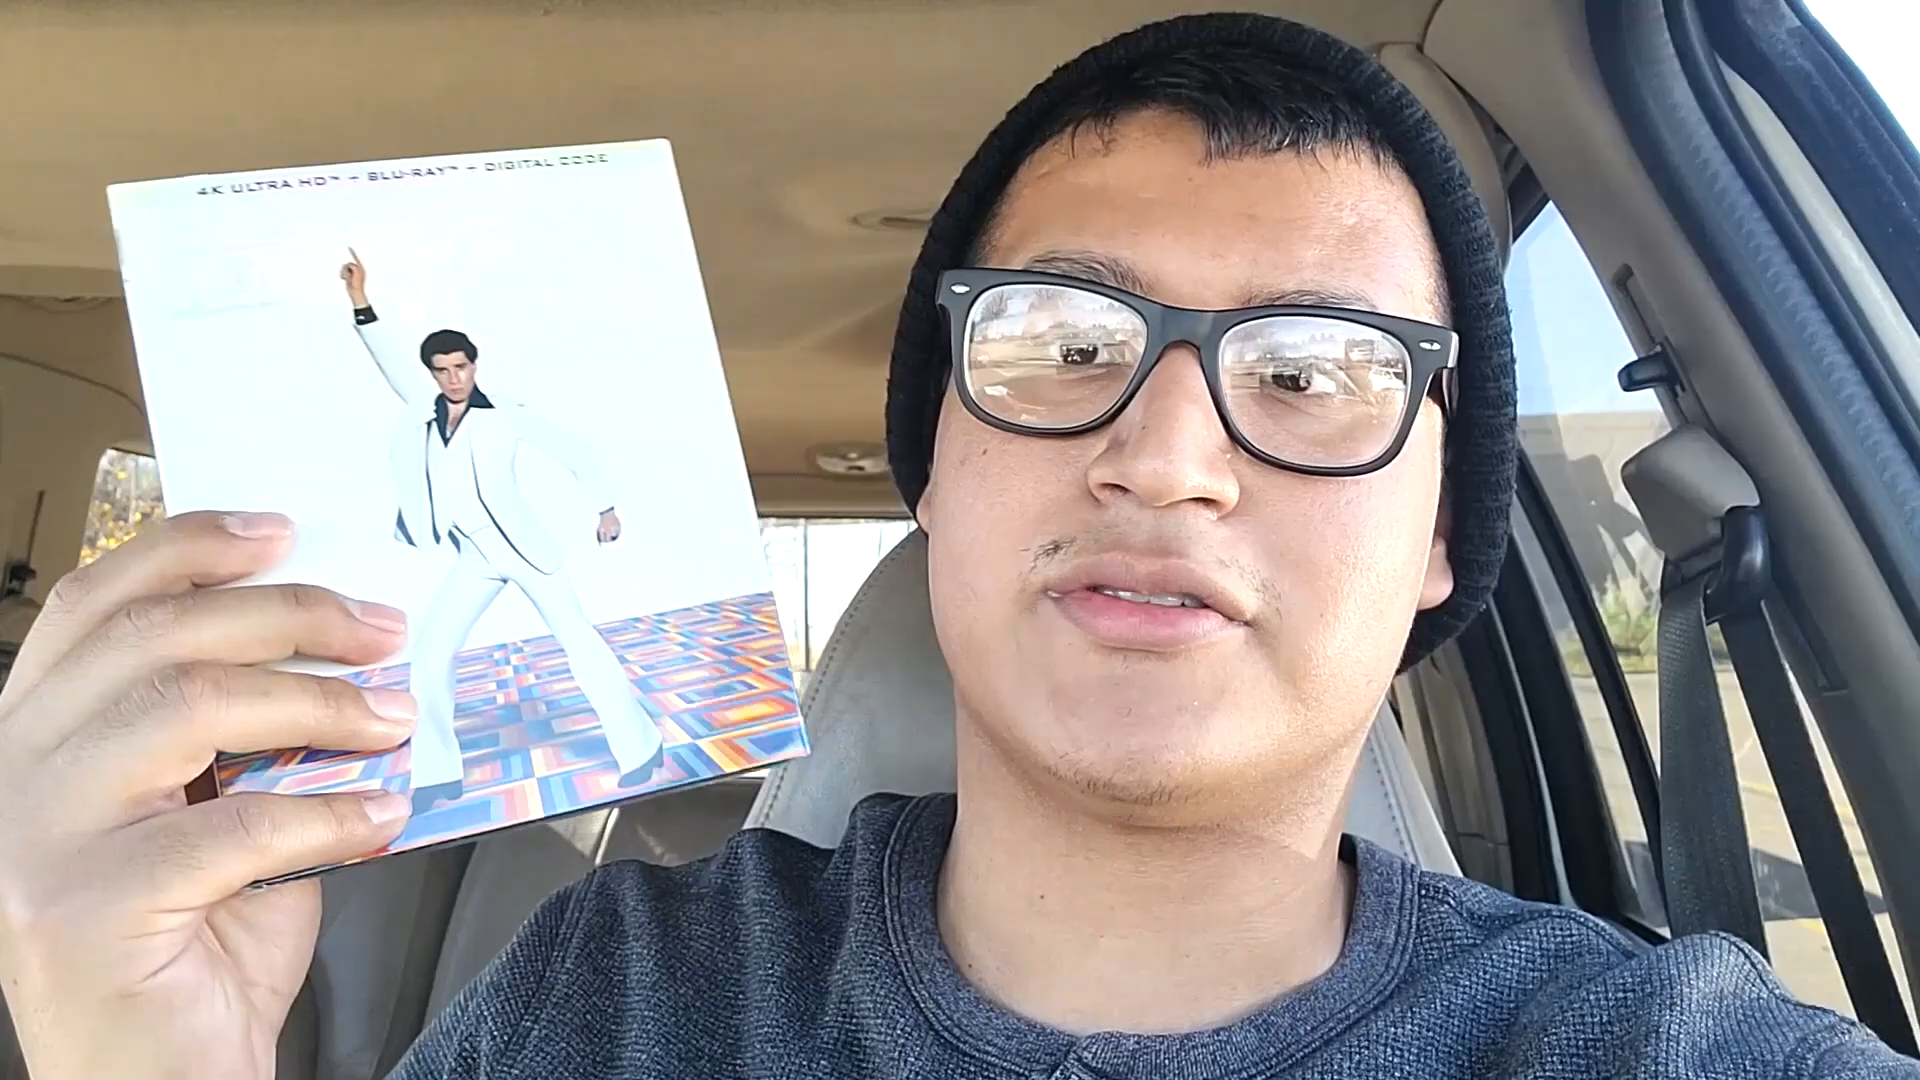 4K ULTRA HD™ + BLU-RAY™ + DIGITAL CODE